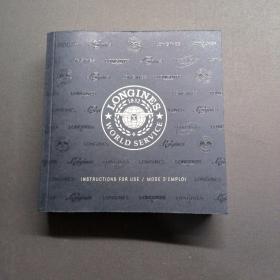 LONGINES
1832
WORLD SERVICE
INSTRUCTIONS FOR USE / MODE D'EMPLOI